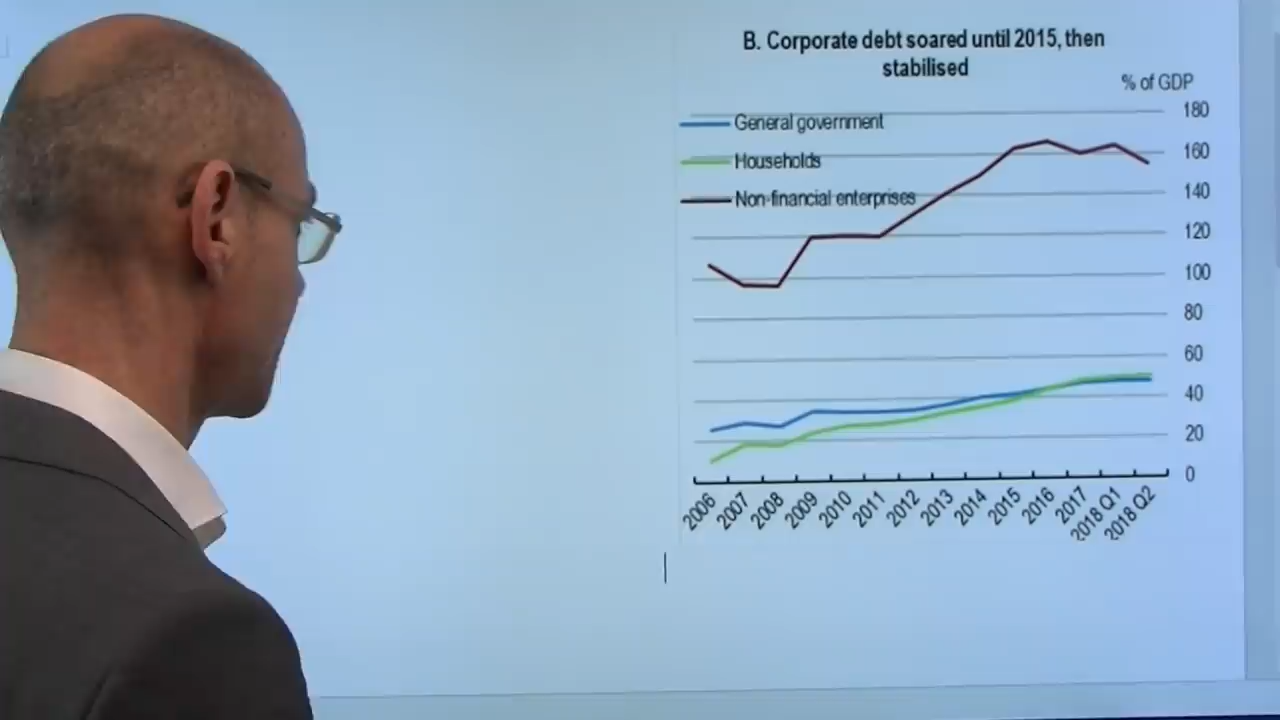 B. Corporate debt soared until 2015, then
stabilised
% of GDP
General government
Households
Non-financial enterprises
180
160
140
120
100
80
60
40
20
0
2006
2007
2008
2009
2010
2011
2012
2013
2014
2015
2016
2017
2018 Q1
2018 Q2